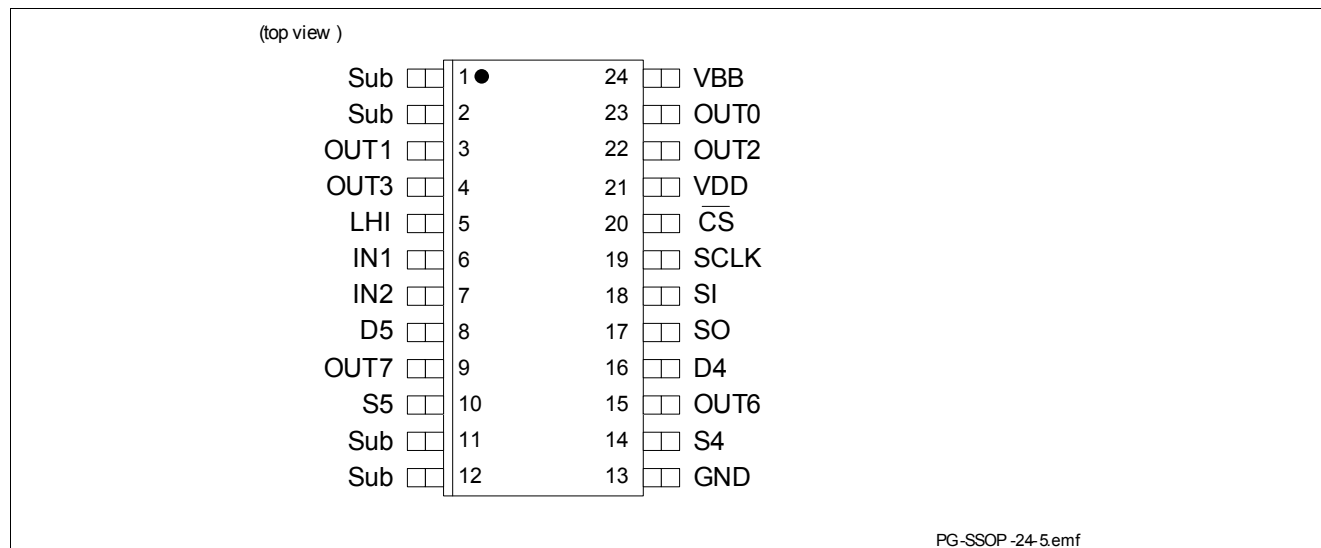 (top view )
Sub 1 24 VBB
Sub 2 23 OUT0
OUT1 3 22 OUT2
OUT3 4 21 VDD
LHI 5 20 C̅S̅
IN1 6 19 SCLK
IN2 7 18 SI
D5 8 17 SO
OUT7 9 16 D4
S5 10 15 OUT6
Sub 11 14 S4
Sub 12 13 GND
PG-SSOP -24-5.emf